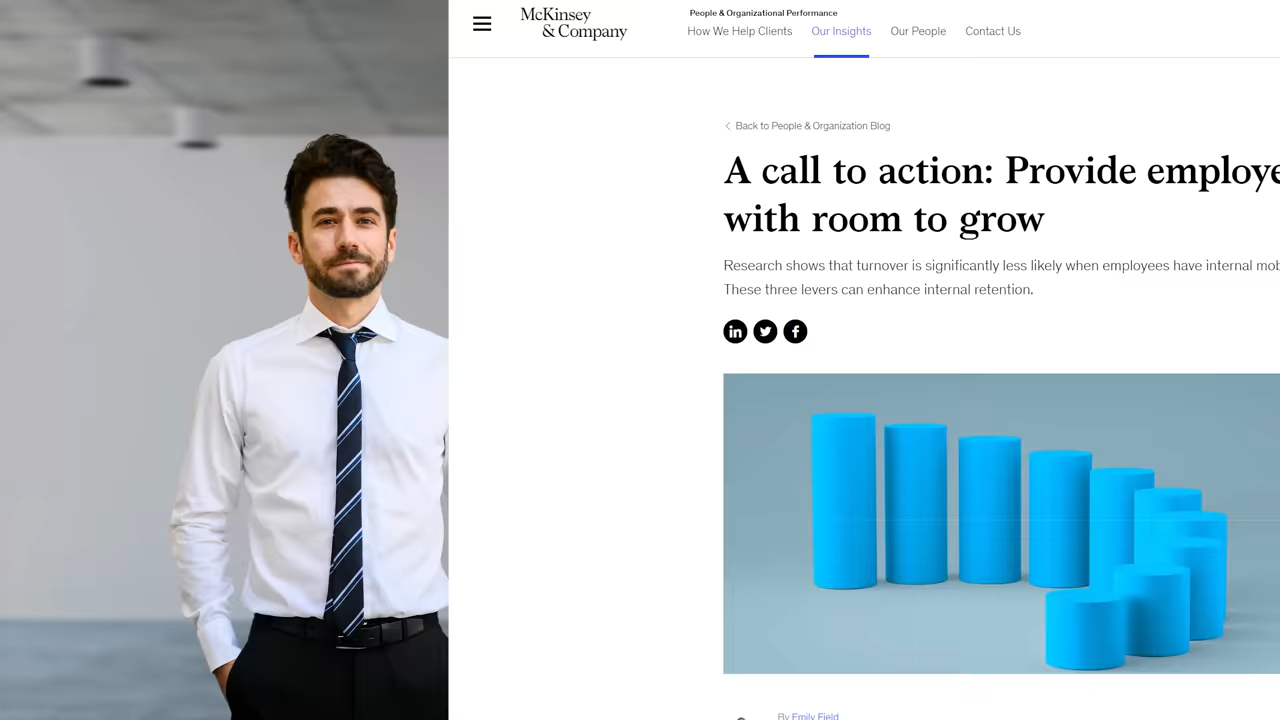 McKinsey
& Company
People & Organizational Performance
How We Help Clients Our Insights Our People Contact Us
Back to People & Organization Blog
A call to action: Provide
with room to grow
Research shows that turnover is significantly less likely when employees have internal
These three levers can enhance internal retention.
in
f
By Emily Field